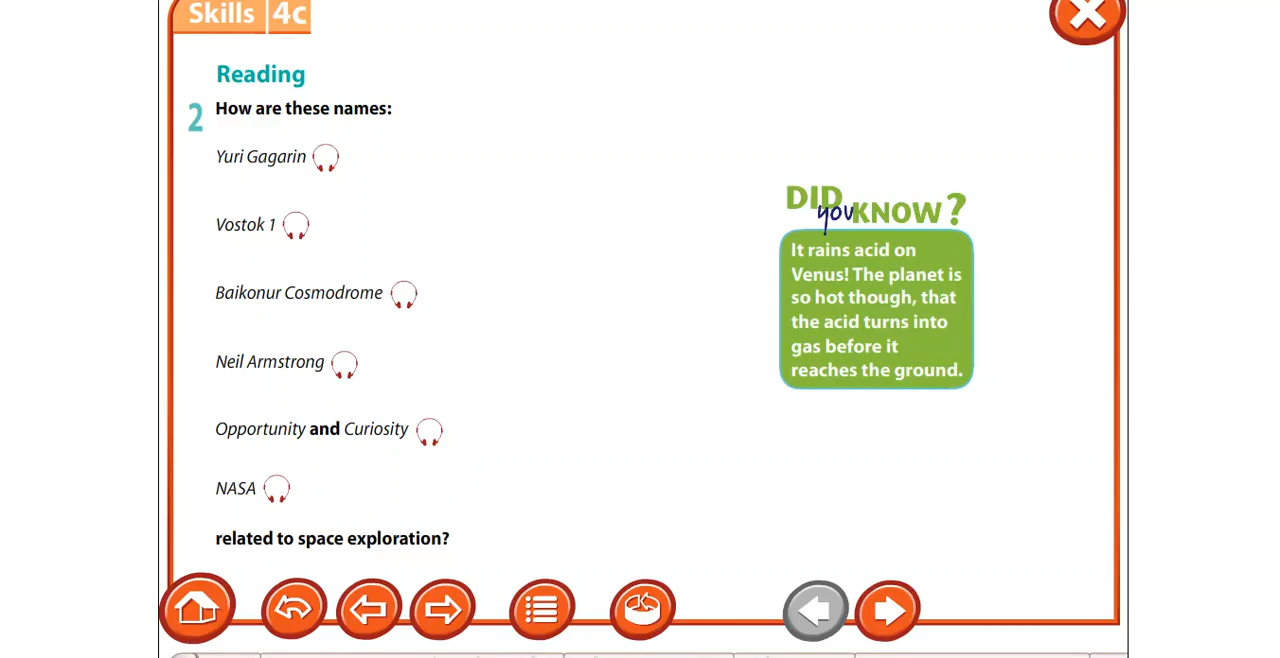 Skills 4c
Reading
2 How are these names:
Yuri Gagarin
Vostok 1
Baikonur Cosmodrome
Neil Armstrong
Opportunity and Curiosity
NASA
related to space exploration?
DID you KNOW?
It rains acid on
Venus! The planet is
so hot though, that
the acid turns into
gas before it
reaches the ground.